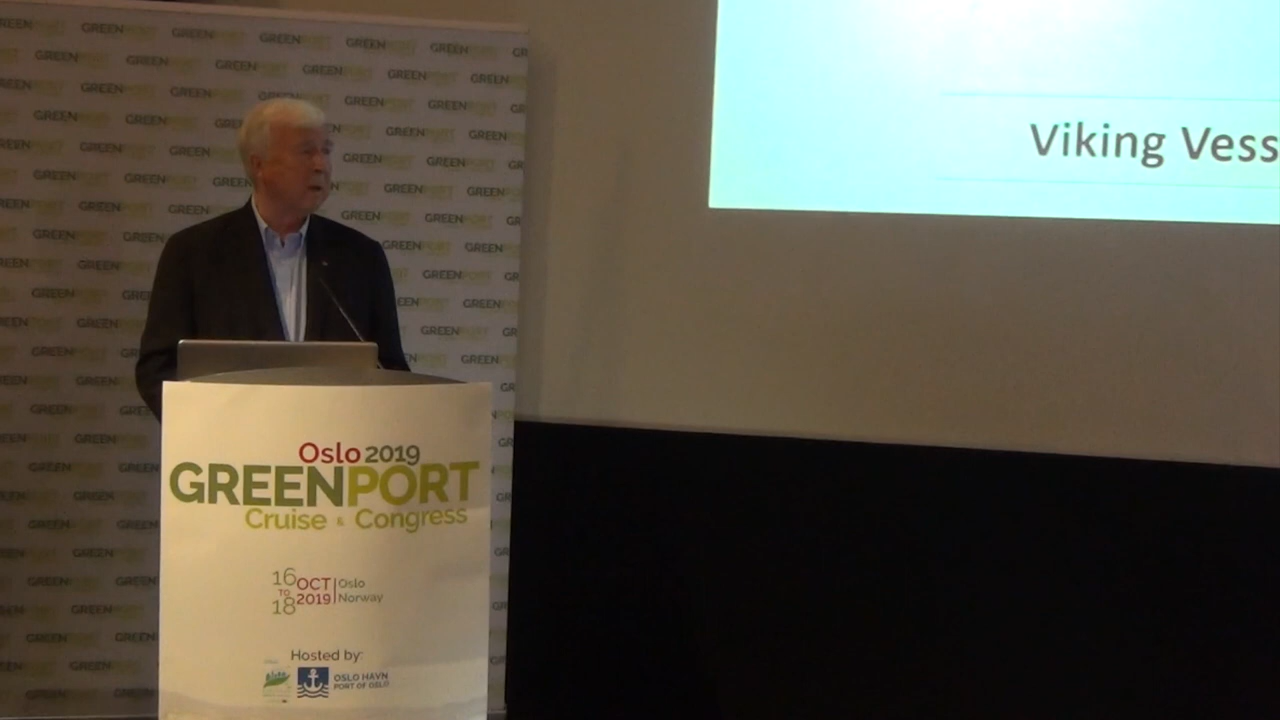 Viking Vess
Oslo 2019
GREENPORT
Cruise & Congress
16 TO 18 OCT 2019 Oslo Norway
Hosted by:
OSLO HAVN
PORT OF OSLO
GREENPORT